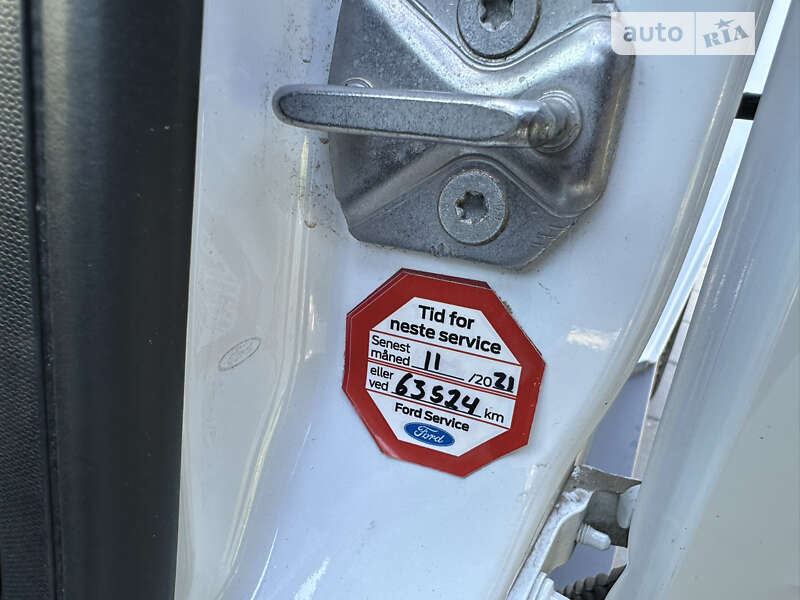 auto RIA
Tid for
neste service
Senest
måned 11 /2021
eller
ved 63524 km
Ford Service
Ford